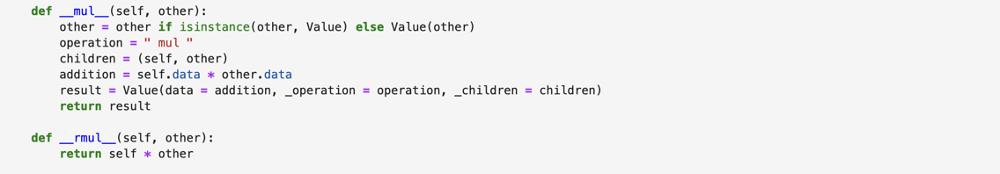 def __mul__(self, other):
    other = other if isinstance(other, Value) else Value(other)
    operation = " mul "
    children = (self, other)
    addition = self.data * other.data
    result = Value(data = addition, _operation = operation, _children = children)
    return result

def __rmul__(self, other):
    return self * other